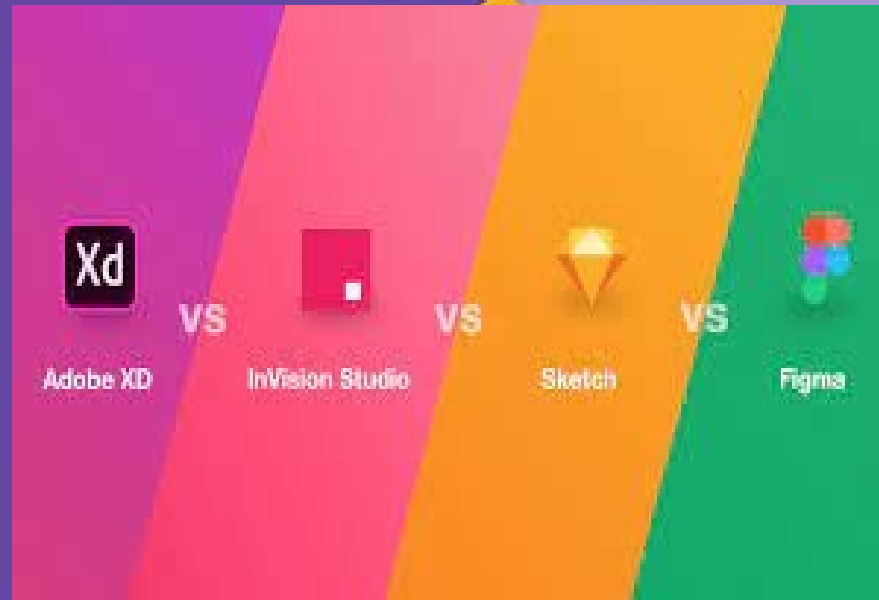 Xd
VS
VS
VS
Adobe XD
InVision Studio
Sketch
Figma